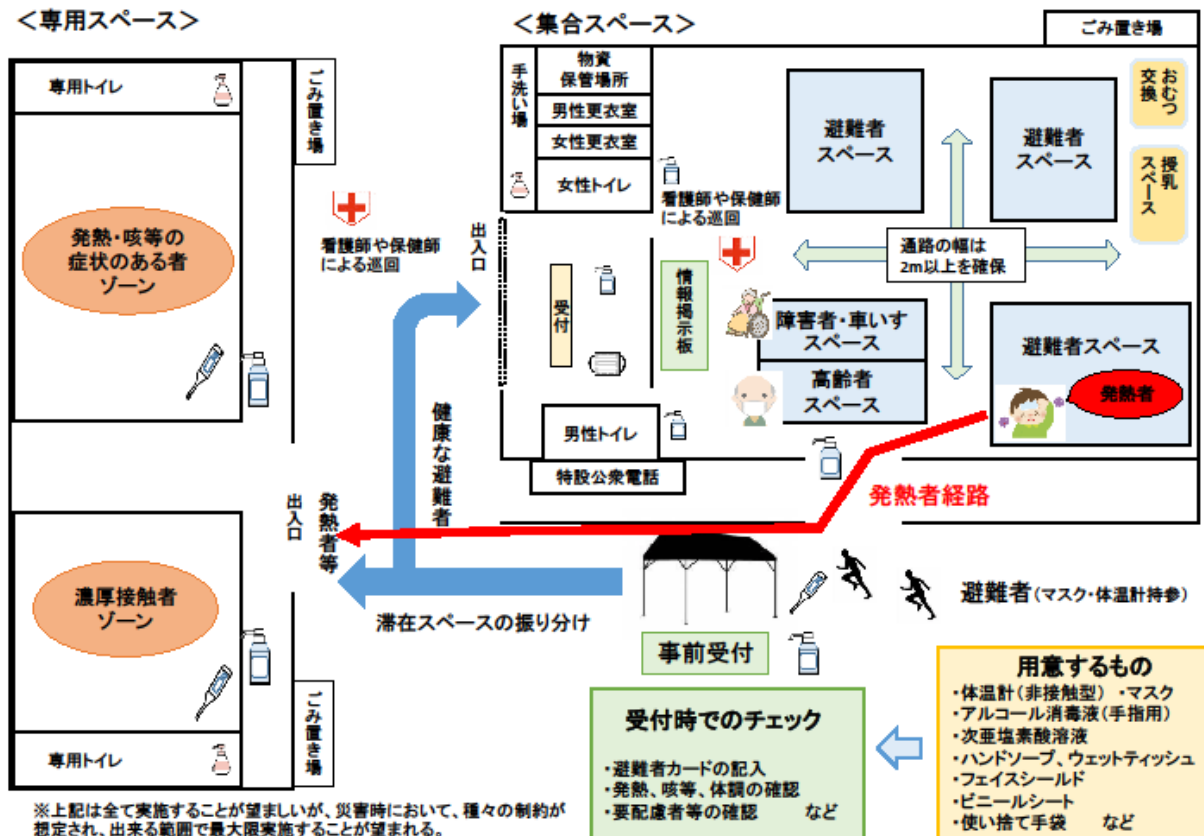 ＜専用スペース＞
専用トイレ
ごみ置き場
発熱・咳等の
症状のある者
ゾーン
看護師や保健師
による巡回
出入口
発熱者等
濃厚接触者
ゾーン
専用トイレ
ごみ置き場
健康な避難者
滞在スペースの振り分け
＜集合スペース＞
ごみ置き場
手洗い場
物資
保管場所
男性更衣室
女性更衣室
女性トイレ
出入口
受付
看護師や保健師
による巡回
情報掲示板
避難者
スペース
避難者
スペース
おむつ
交換
授乳
スペース
通路の幅は
2m以上を確保
障害者・車いす
スペース
高齢者
スペース
避難者スペース
発熱者
男性トイレ
特設公衆電話
発熱者経路
避難者（マスク・体温計持参）
事前受付
受付時でのチェック
・避難者カードの記入
・発熱、咳等、体調の確認
・要配慮者等の確認　　など
用意するもの
・体温計（非接触型）　・マスク
・アルコール消毒液（手指用）
・次亜塩素酸溶液
・ハンドソープ、ウェットティッシュ
・フェイスシールド
・ビニールシート
・使い捨て手袋　　など
※上記は全て実施することが望ましいが、災害時において、種々の制約が
想定され、出来る範囲で最大限実施することが望まれる。